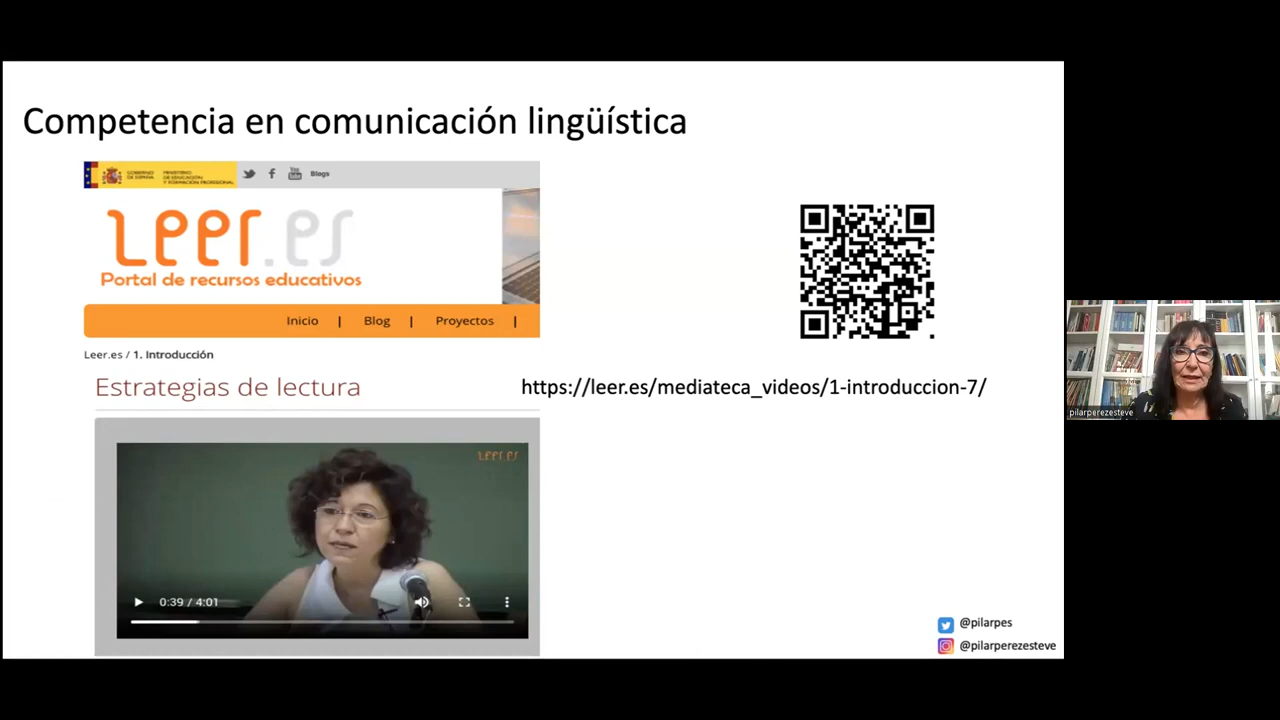 Competencia en comunicación lingüística
GOBIERNO DE ESPAÑA
MINISTERIO DE EDUCACIÓN Y FORMACIÓN PROFESIONAL
You Tube
Blogs
Leer.es
Portal de recursos educativos
Inicio | Blog | Proyectos |
Leer.es / 1. Introducción
Estrategias de lectura
https://leer.es/mediateca_videos/1-introduccion-7/
Leer.es
0:39 / 4:01
@pilarpes
@pilarperezesteve
pilarperezesteve